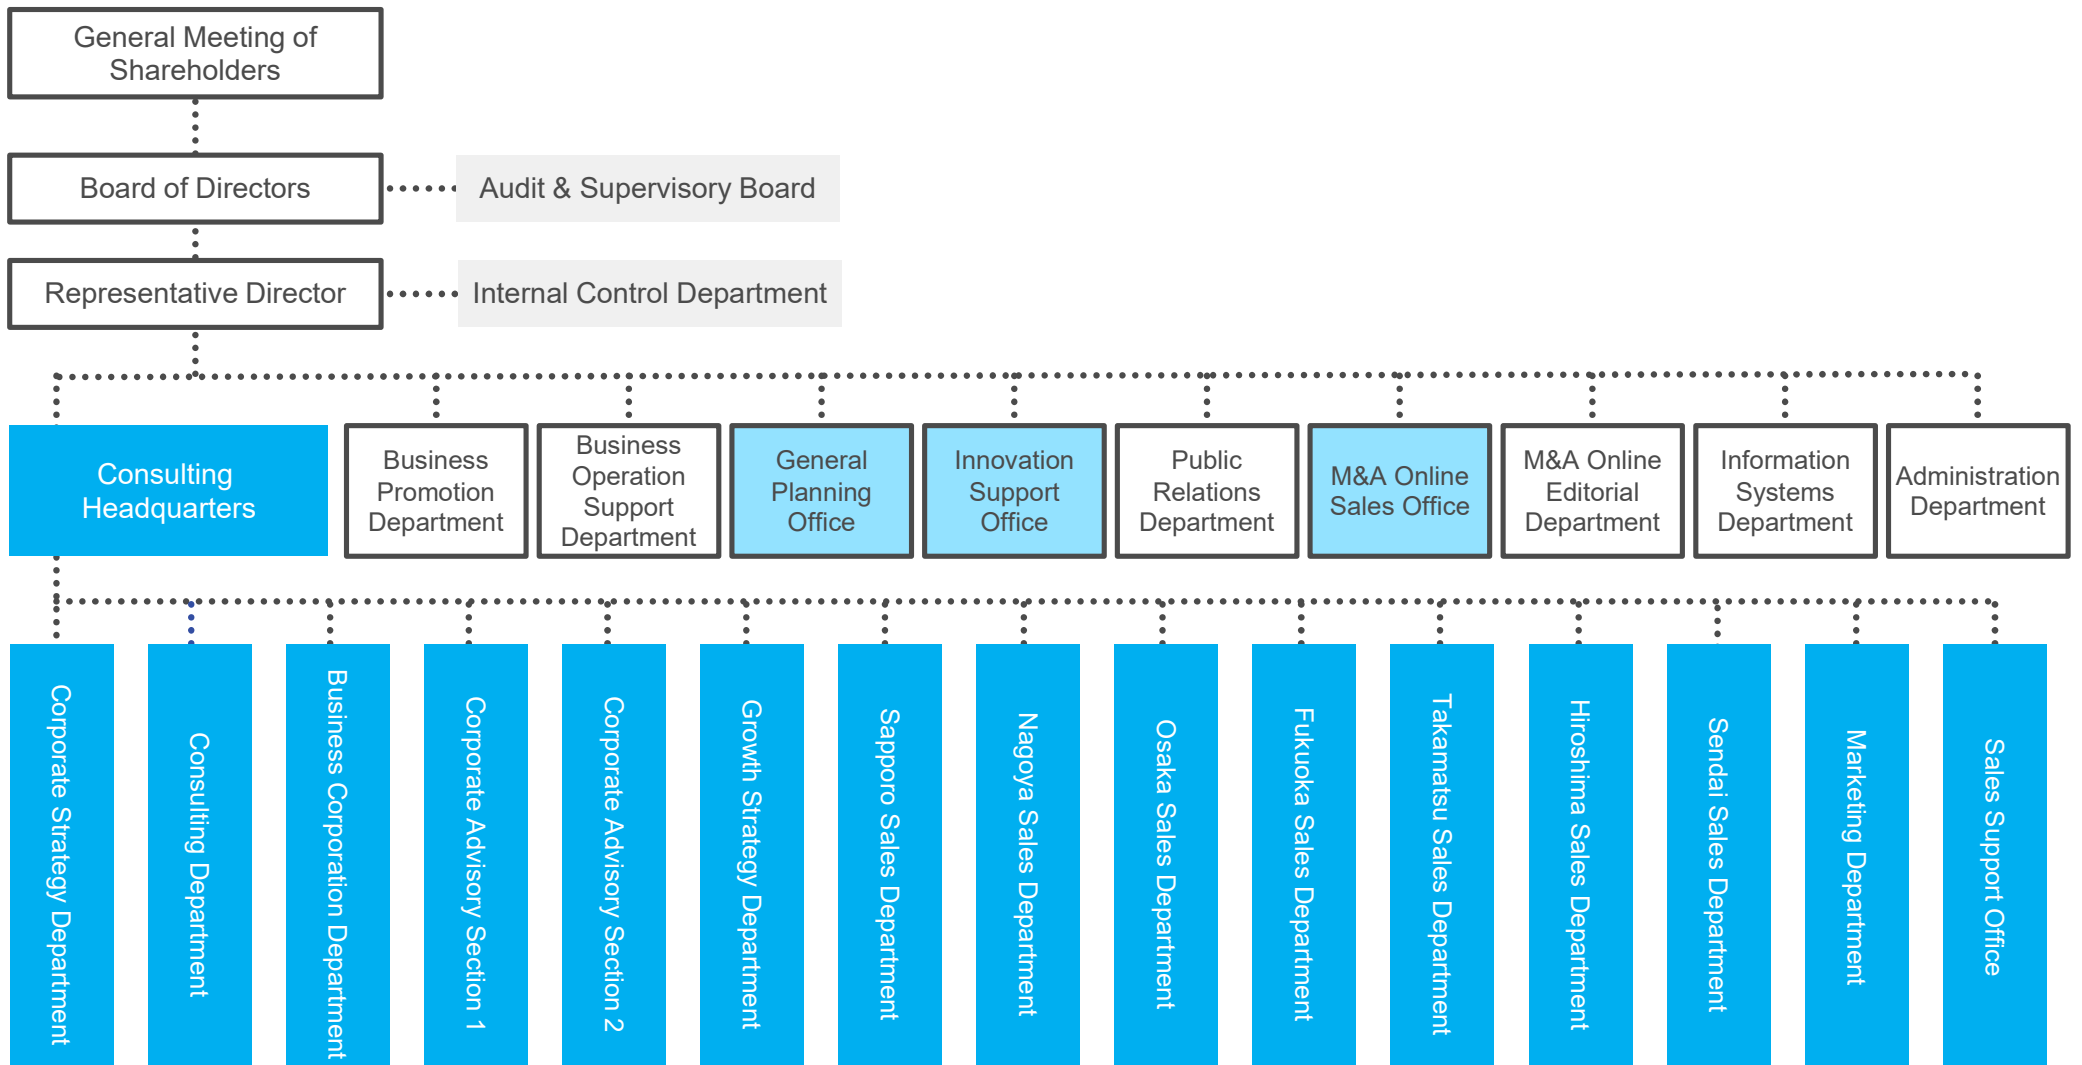 General Meeting of
Shareholders
Board of Directors
Audit & Supervisory Board
Representative Director
Internal Control Department
Consulting
Headquarters
Business
Promotion
Department
Business
Operation
Support
Department
General
Planning
Office
Innovation
Support
Office
Public
Relations
Department
M&A Online
Sales Office
M&A Online
Editorial
Department
Information
Systems
Department
Administration
Department
Corporate Strategy Department
Consulting Department
Business Corporation Department
Corporate Advisory Section 1
Corporate Advisory Section 2
Growth Strategy Department
Sapporo Sales Department
Nagoya Sales Department
Osaka Sales Department
Fukuoka Sales Department
Takamatsu Sales Department
Hiroshima Sales Department
Sendai Sales Department
Marketing Department
Sales Support Office